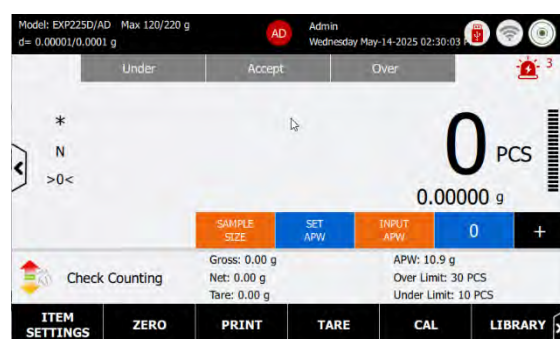 Model: EXP225D/AD Max 120/220 g
d= 0.00001/0.0001 g
AD
Admin
Wednesday May-14-2025 02:30:03
Under Accept Over
3
*
N
>0<
0 PCS
0.00000 g
SAMPLE SIZE
SET APW
INPUT APW
0
+
Check Counting
Gross: 0.00 g
Net: 0.00 g
Tare: 0.00 g
APW: 10.9 g
Over Limit: 30 PCS
Under Limit: 10 PCS
ITEM SETTINGS
ZERO
PRINT
TARE
CAL
LIBRARY